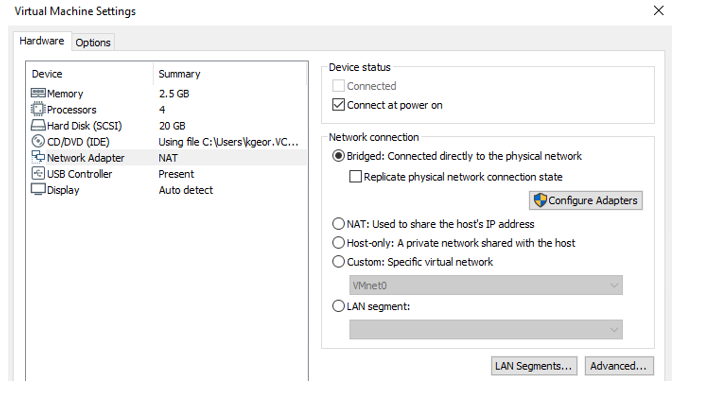 Virtual Machine Settings
Hardware Options
Device Summary
Memory 2.5 GB
Processors 4
Hard Disk (SCSI) 20 GB
CD/DVD (IDE) Using file C:\Users\kgeor.VC...
Network Adapter NAT
USB Controller Present
Display Auto detect
Device status
Connected
Connect at power on
Network connection
Bridged: Connected directly to the physical network
Replicate physical network connection state
Configure Adapters
NAT: Used to share the host's IP address
Host-only: A private network shared with the host
Custom: Specific virtual network
VMnet0
LAN segment:
LAN Segments... Advanced...